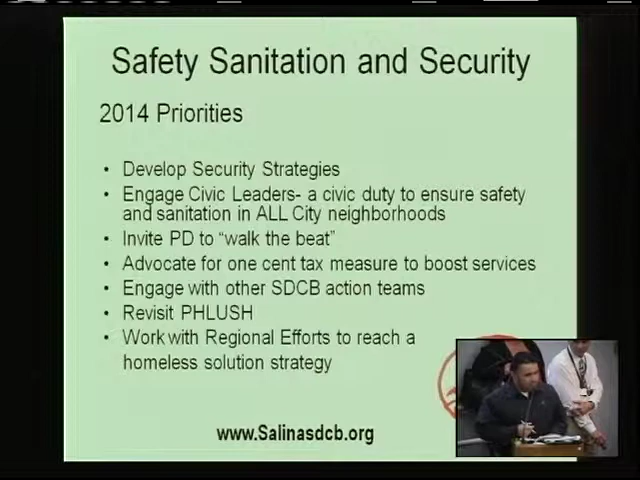 Safety Sanitation and Security
2014 Priorities
• Develop Security Strategies
• Engage Civic Leaders- a civic duty to ensure safety
and sanitation in ALL City neighborhoods
• Invite PD to “walk the beat”
• Advocate for one cent tax measure to boost services
• Engage with other SDCB action teams
• Revisit PHLUSH
• Work with Regional Efforts to reach a
homeless solution strategy
www.Salinasdcb.org